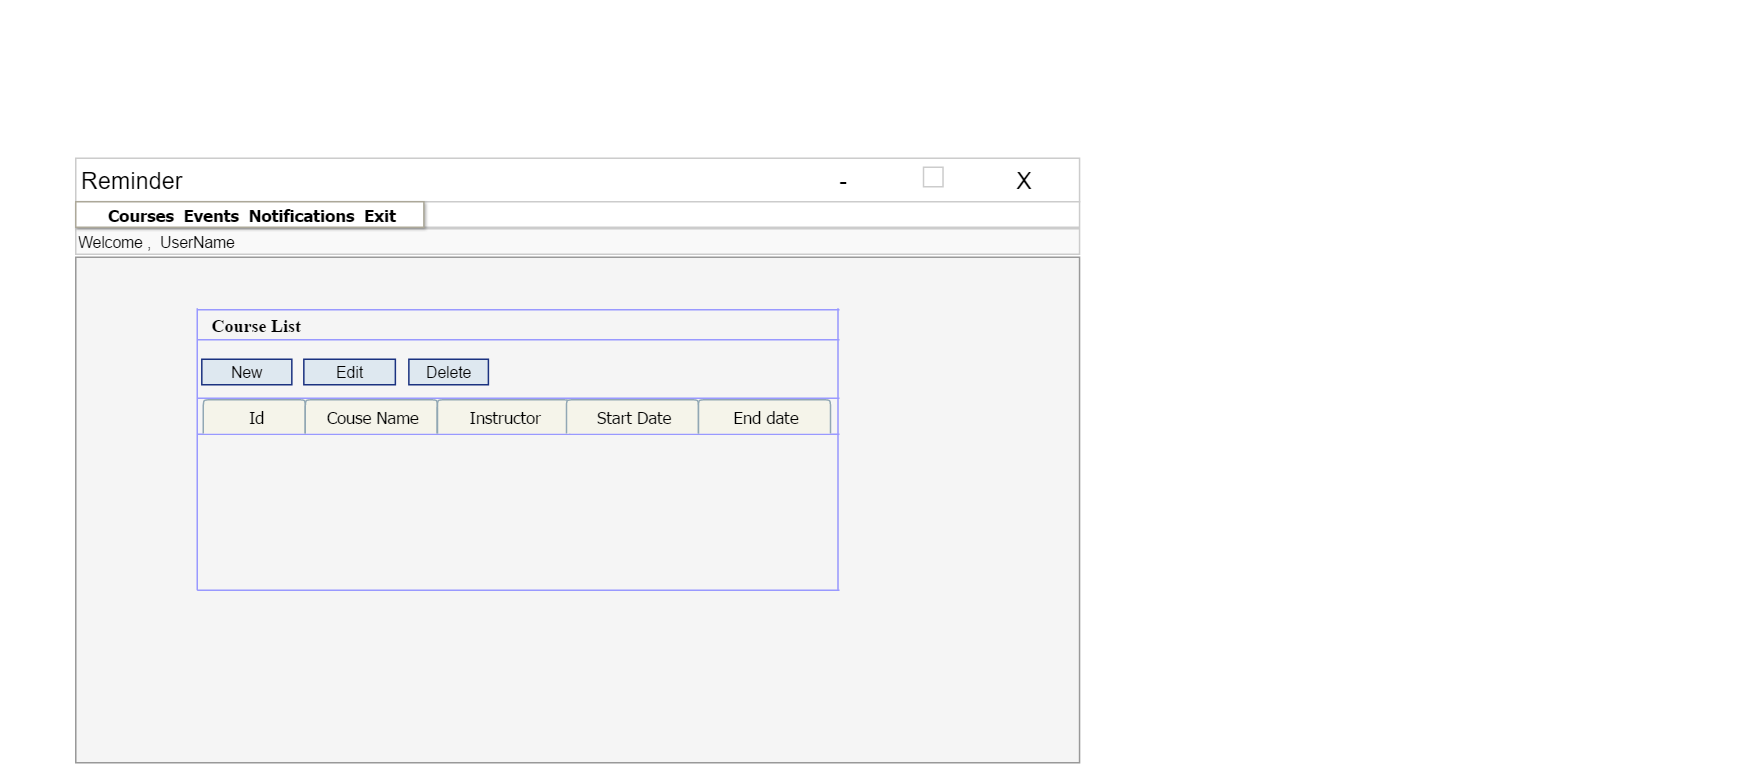 Reminder - X
Courses Events Notifications Exit
Welcome , UserName
Course List
New Edit Delete
Id Couse Name Instructor Start Date End date